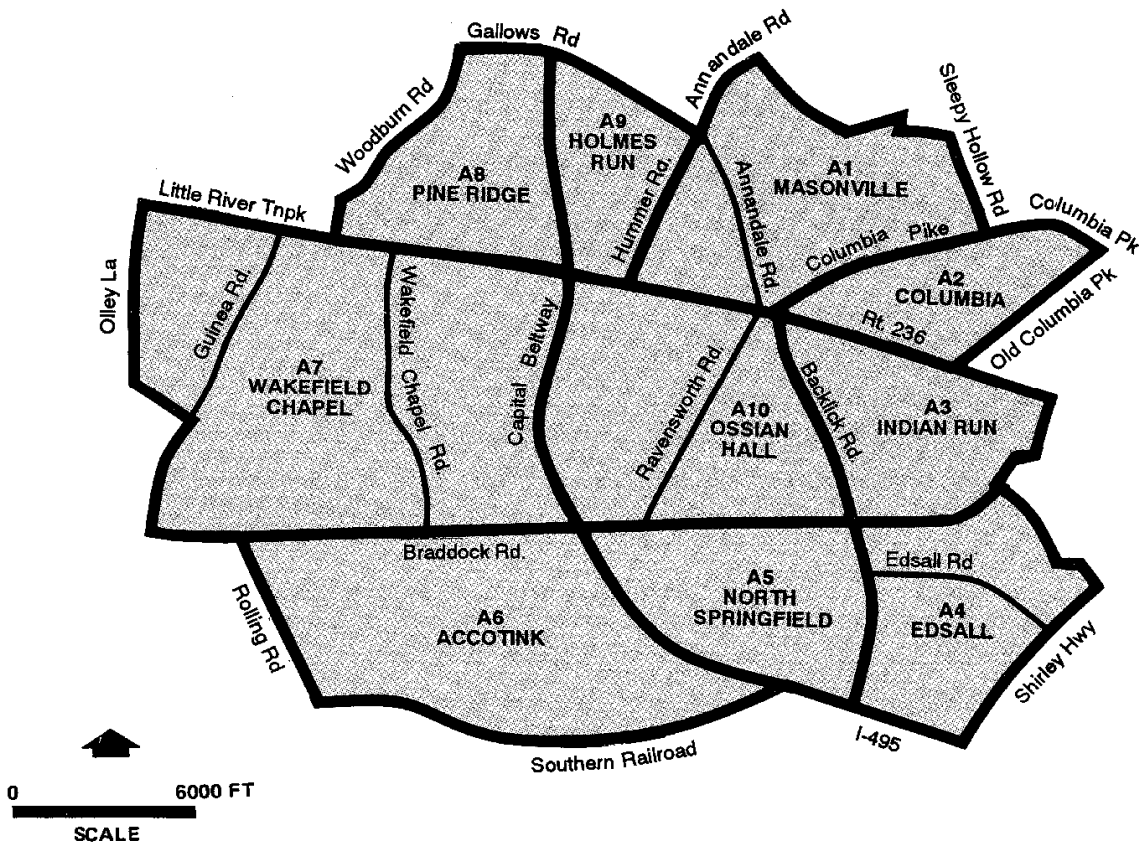 Gallows Rd
Annandale Rd
Woodburn Rd
Sleepy Hollow Rd
A9
HOLMES
RUN
A8
PINE RIDGE
A1
MASONVILLE
Hummer Rd.
Annandale Rd
Little River Tnpk
Columbia Pk
Columbia Pike
A2
COLUMBIA
Rt. 236
Old Columbia Pk
Olley La
Guinea Rd.
Wakefield Chapel Rd.
Capital Beltway
A7
WAKEFIELD
CHAPEL
Ravensworth Rd.
A10
OSSIAN
HALL
Backlick Rd.
A3
INDIAN RUN
Braddock Rd.
Edsall Rd
A5
NORTH
SPRINGFIELD
A4
EDSALL
A6
ACCOTINK
Rolling Rd
Shirley Hwy
I-495
Southern Railroad
0 6000 FT
SCALE